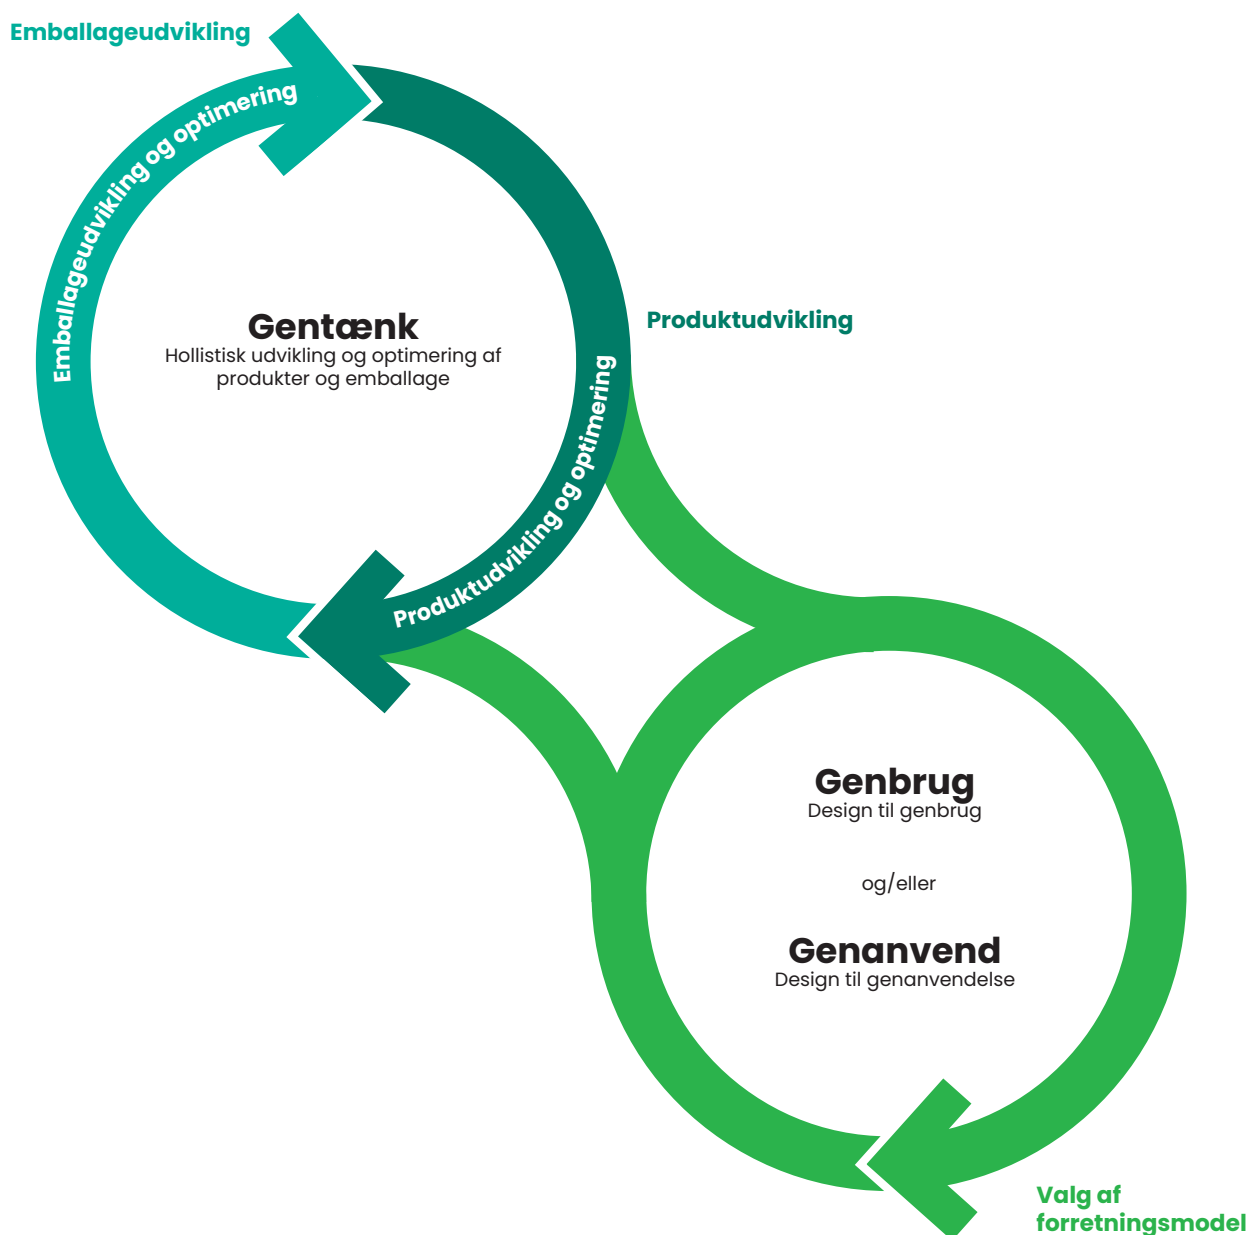 Emballageudvikling
Emballageudvikling og optimering
Gentænk
Hollistisk udvikling og optimering af
produkter og emballage
Produktudvikling
Produktudvikling og optimering
Genbrug
Design til genbrug
og/eller
Genanvend
Design til genanvendelse
Valg af
forretningsmodel